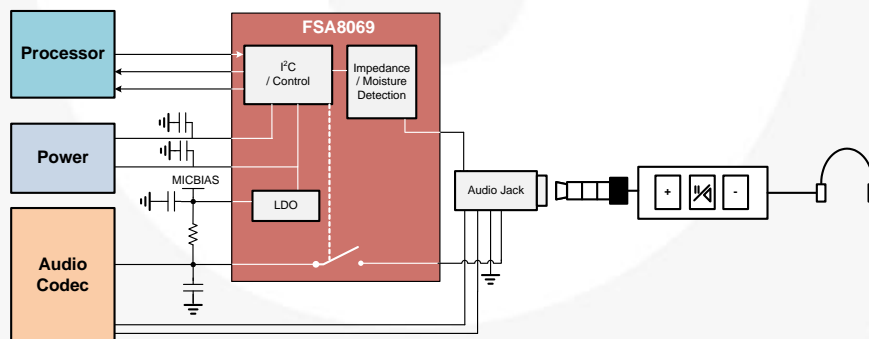 FSA8069
Processor
I²C
/ Control
Impedance
/ Moisture
Detection
Power
MICBIAS
LDO
Audio Jack
+
-
Audio
Codec